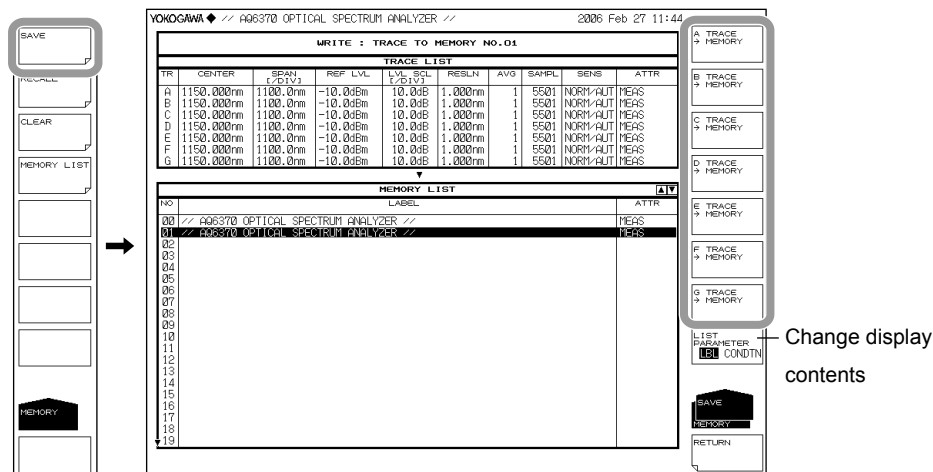 SAVE
RECALL
CLEAR
MEMORY LIST
MEMORY
YOKOGAWA ◆ // AQ6370 OPTICAL SPECTRUM ANALYZER // 2006 Feb 27 11:44
WRITE : TRACE TO MEMORY NO.01
TRACE LIST
TR CENTER SPAN [/DIV] REF LVL LVL SCL [/DIV] RESLN AVG SAMPL SENS ATTR
A 1150.000nm 1100.0nm -10.0dBm 10.0dB 1.000nm 1 5501 NORM/AUT MEAS
B 1150.000nm 1100.0nm -10.0dBm 10.0dB 1.000nm 1 5501 NORM/AUT MEAS
C 1150.000nm 1100.0nm -10.0dBm 10.0dB 1.000nm 1 5501 NORM/AUT MEAS
D 1150.000nm 1100.0nm -10.0dBm 10.0dB 1.000nm 1 5501 NORM/AUT MEAS
E 1150.000nm 1100.0nm -10.0dBm 10.0dB 1.000nm 1 5501 NORM/AUT MEAS
F 1150.000nm 1100.0nm -10.0dBm 10.0dB 1.000nm 1 5501 NORM/AUT MEAS
G 1150.000nm 1100.0nm -10.0dBm 10.0dB 1.000nm 1 5501 NORM/AUT MEAS
MEMORY LIST
NO LABEL ATTR
00 // AQ6370 OPTICAL SPECTRUM ANALYZER // MEAS
01 // AQ6370 OPTICAL SPECTRUM ANALYZER // MEAS
02
03
04
05
06
07
08
09
10
11
12
13
14
15
16
17
18
19
A TRACE
→ MEMORY
B TRACE
→ MEMORY
C TRACE
→ MEMORY
D TRACE
→ MEMORY
E TRACE
→ MEMORY
F TRACE
→ MEMORY
G TRACE
→ MEMORY
LIST
PARAMETER
LBL CONDTN
SAVE
MEMORY
RETURN
Change display
contents